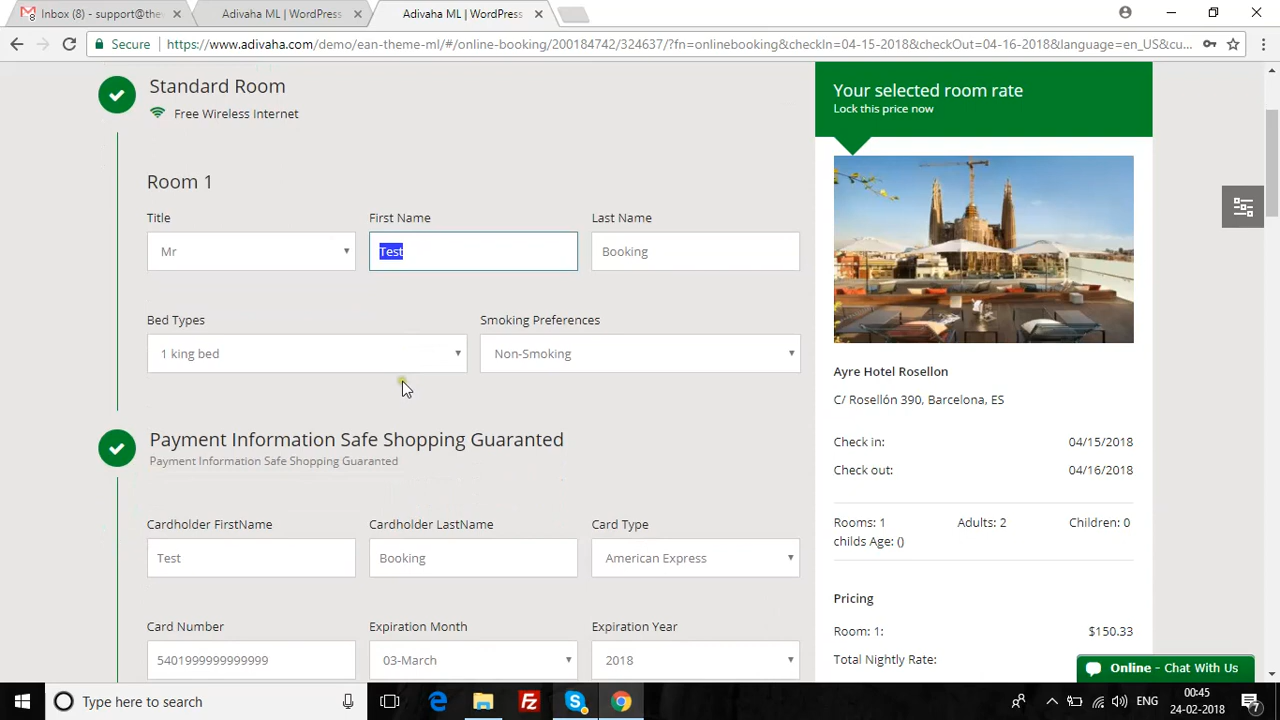 Inbox (8) - support@the
Adivaha ML | WordPress
Adivaha ML | WordPress
Secure
https://www.adivaha.com/demo/ean-theme-ml/#/online-booking/200184742/324637/?fn=onlinebooking&checkIn=04-15-2018&checkOut=04-16-2018&language=en_US&cu...
Standard Room
Free Wireless Internet
Room 1
Title
First Name
Last Name
Mr
Test
Booking
Bed Types
Smoking Preferences
1 king bed
Non-Smoking
Payment Information Safe Shopping Guaranted
Payment Information Safe Shopping Guaranted
Cardholder FirstName
Cardholder LastName
Card Type
Test
Booking
American Express
Card Number
Expiration Month
Expiration Year
5401999999999999
03-March
2018
Your selected room rate
Lock this price now
Ayre Hotel Rosellon
C/ Rosellón 390, Barcelona, ES
Check in: 04/15/2018
Check out: 04/16/2018
Rooms: 1 Adults: 2 Children: 0
childs Age: ()
Pricing
Room: 1: $150.33
Total Nightly Rate:
Online - Chat With Us
Type here to search
ENG
00:45
24-02-2018
7